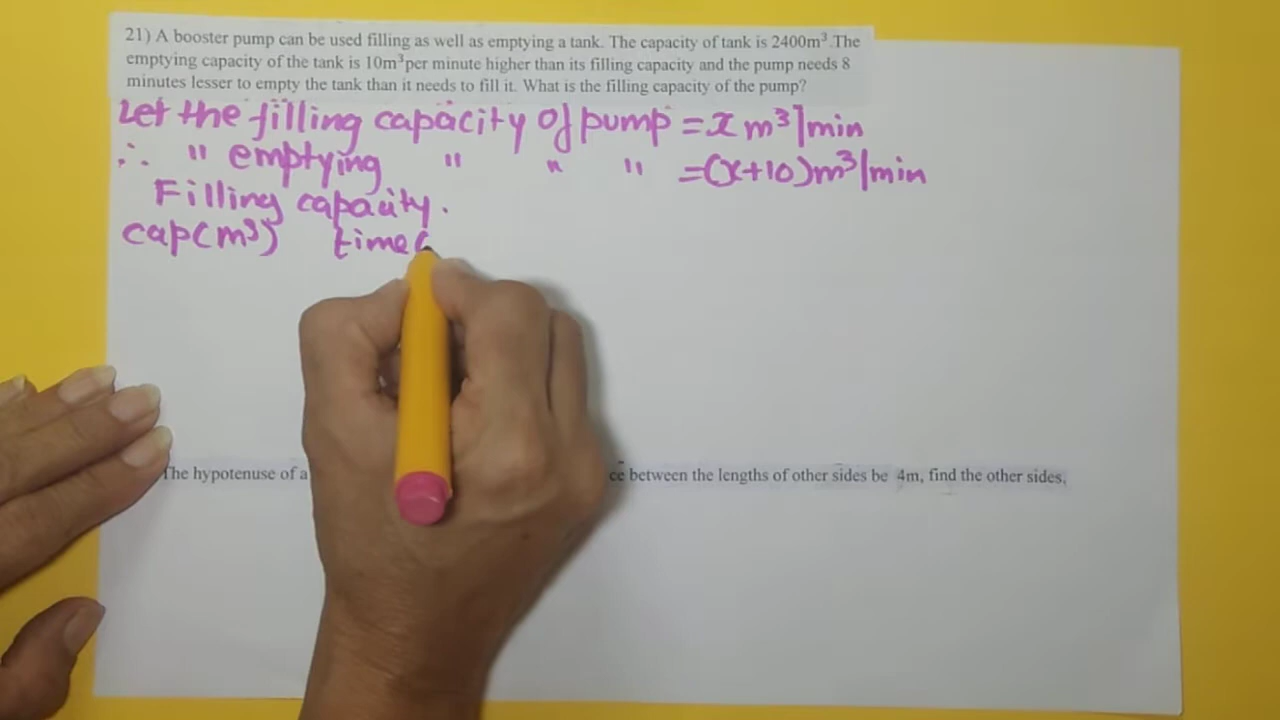 21) A booster pump can be used filling as well as emptying a tank. The capacity of tank is 2400m³.The
emptying capacity of the tank is 10m³per minute higher than its filling capacity and the pump needs 8
minutes lesser to empty the tank than it needs to fill it. What is the filling capacity of the pump?
Let the filling capacity of pump = x m³/min
∴ " emptying " " " =(x+10)m³/min
Filling capacity.
cap(m³) time(
The hypotenuse of a between the lengths of other sides be 4m, find the other sides.